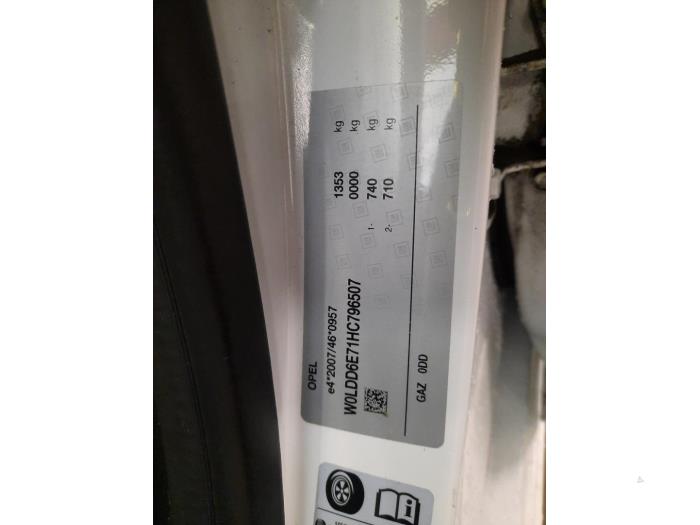 OPEL
e4*2007/46*0957
W0LDD6E71HC796507
1353 kg
0000 kg
1- 740 kg
2- 710 kg
GAZ 0DD